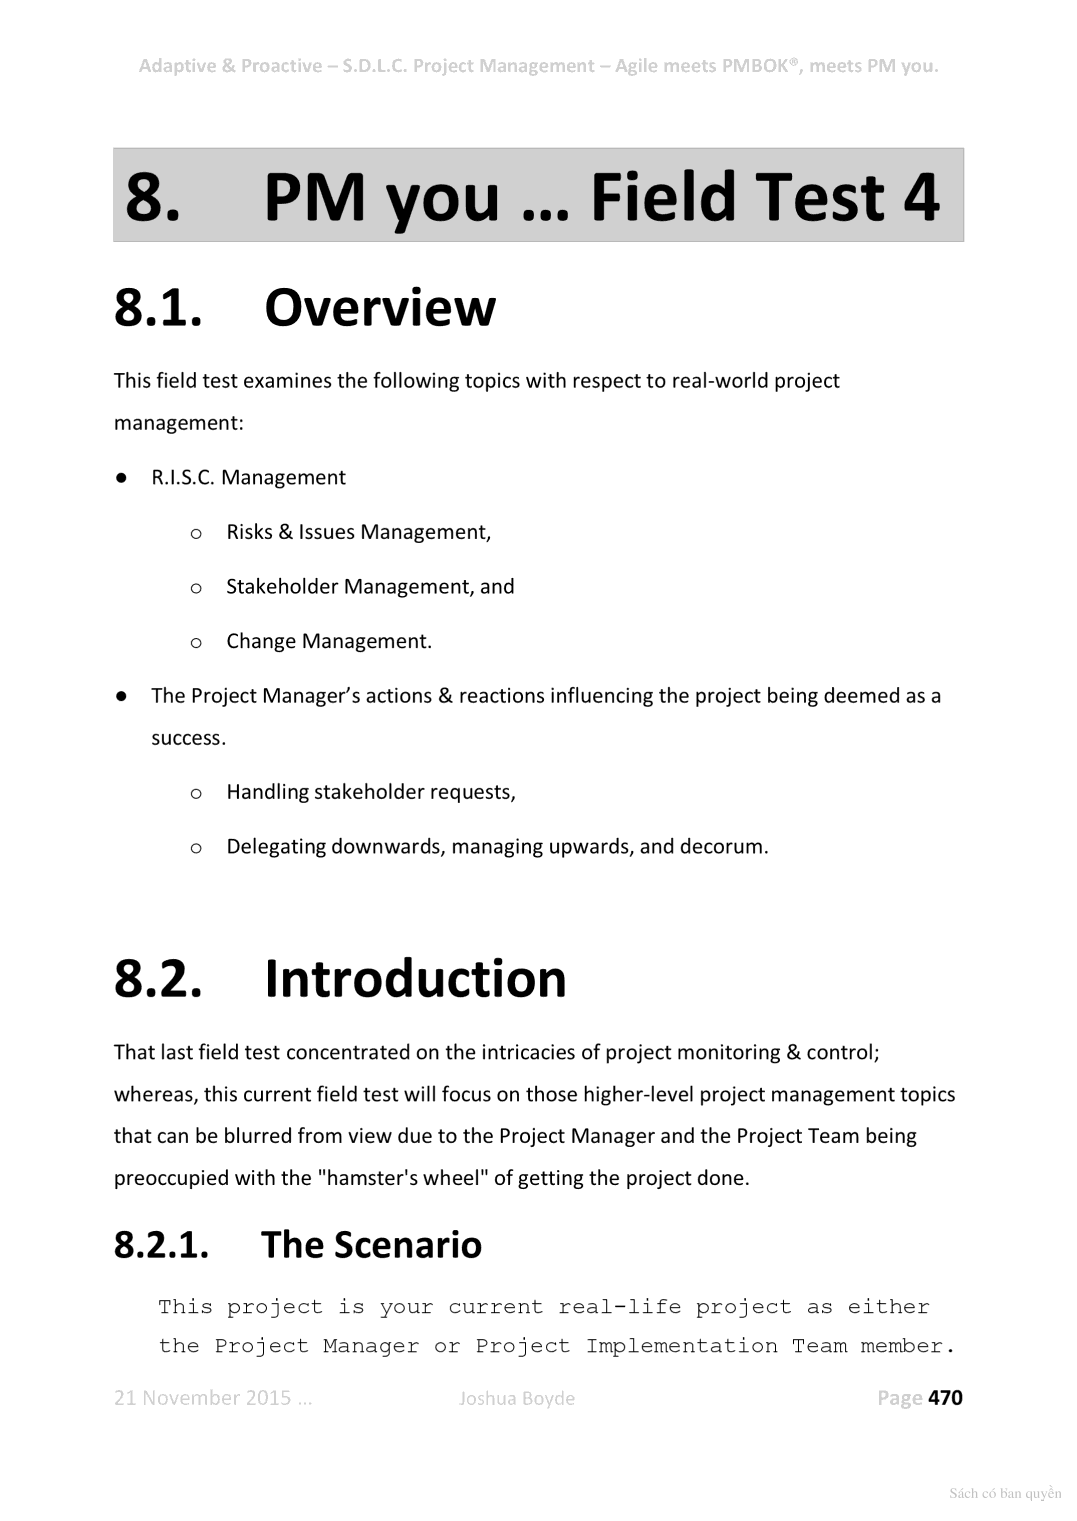 Adaptive & Proactive – S.D.L.C. Project Management – Agile meets PMBOK®, meets PM you.
8. PM you ... Field Test 4
8.1. Overview
This field test examines the following topics with respect to real-world project
management:
● R.I.S.C. Management
o Risks & Issues Management,
o Stakeholder Management, and
o Change Management.
● The Project Manager’s actions & reactions influencing the project being deemed as a
success.
o Handling stakeholder requests,
o Delegating downwards, managing upwards, and decorum.
8.2. Introduction
That last field test concentrated on the intricacies of project monitoring & control;
whereas, this current field test will focus on those higher-level project management topics
that can be blurred from view due to the Project Manager and the Project Team being
preoccupied with the "hamster's wheel" of getting the project done.
8.2.1. The Scenario
This project is your current real-life project as either
the Project Manager or Project Implementation Team member.
21 November 2015 ... Joshua Boyde Page 470
Sách có bản quyền